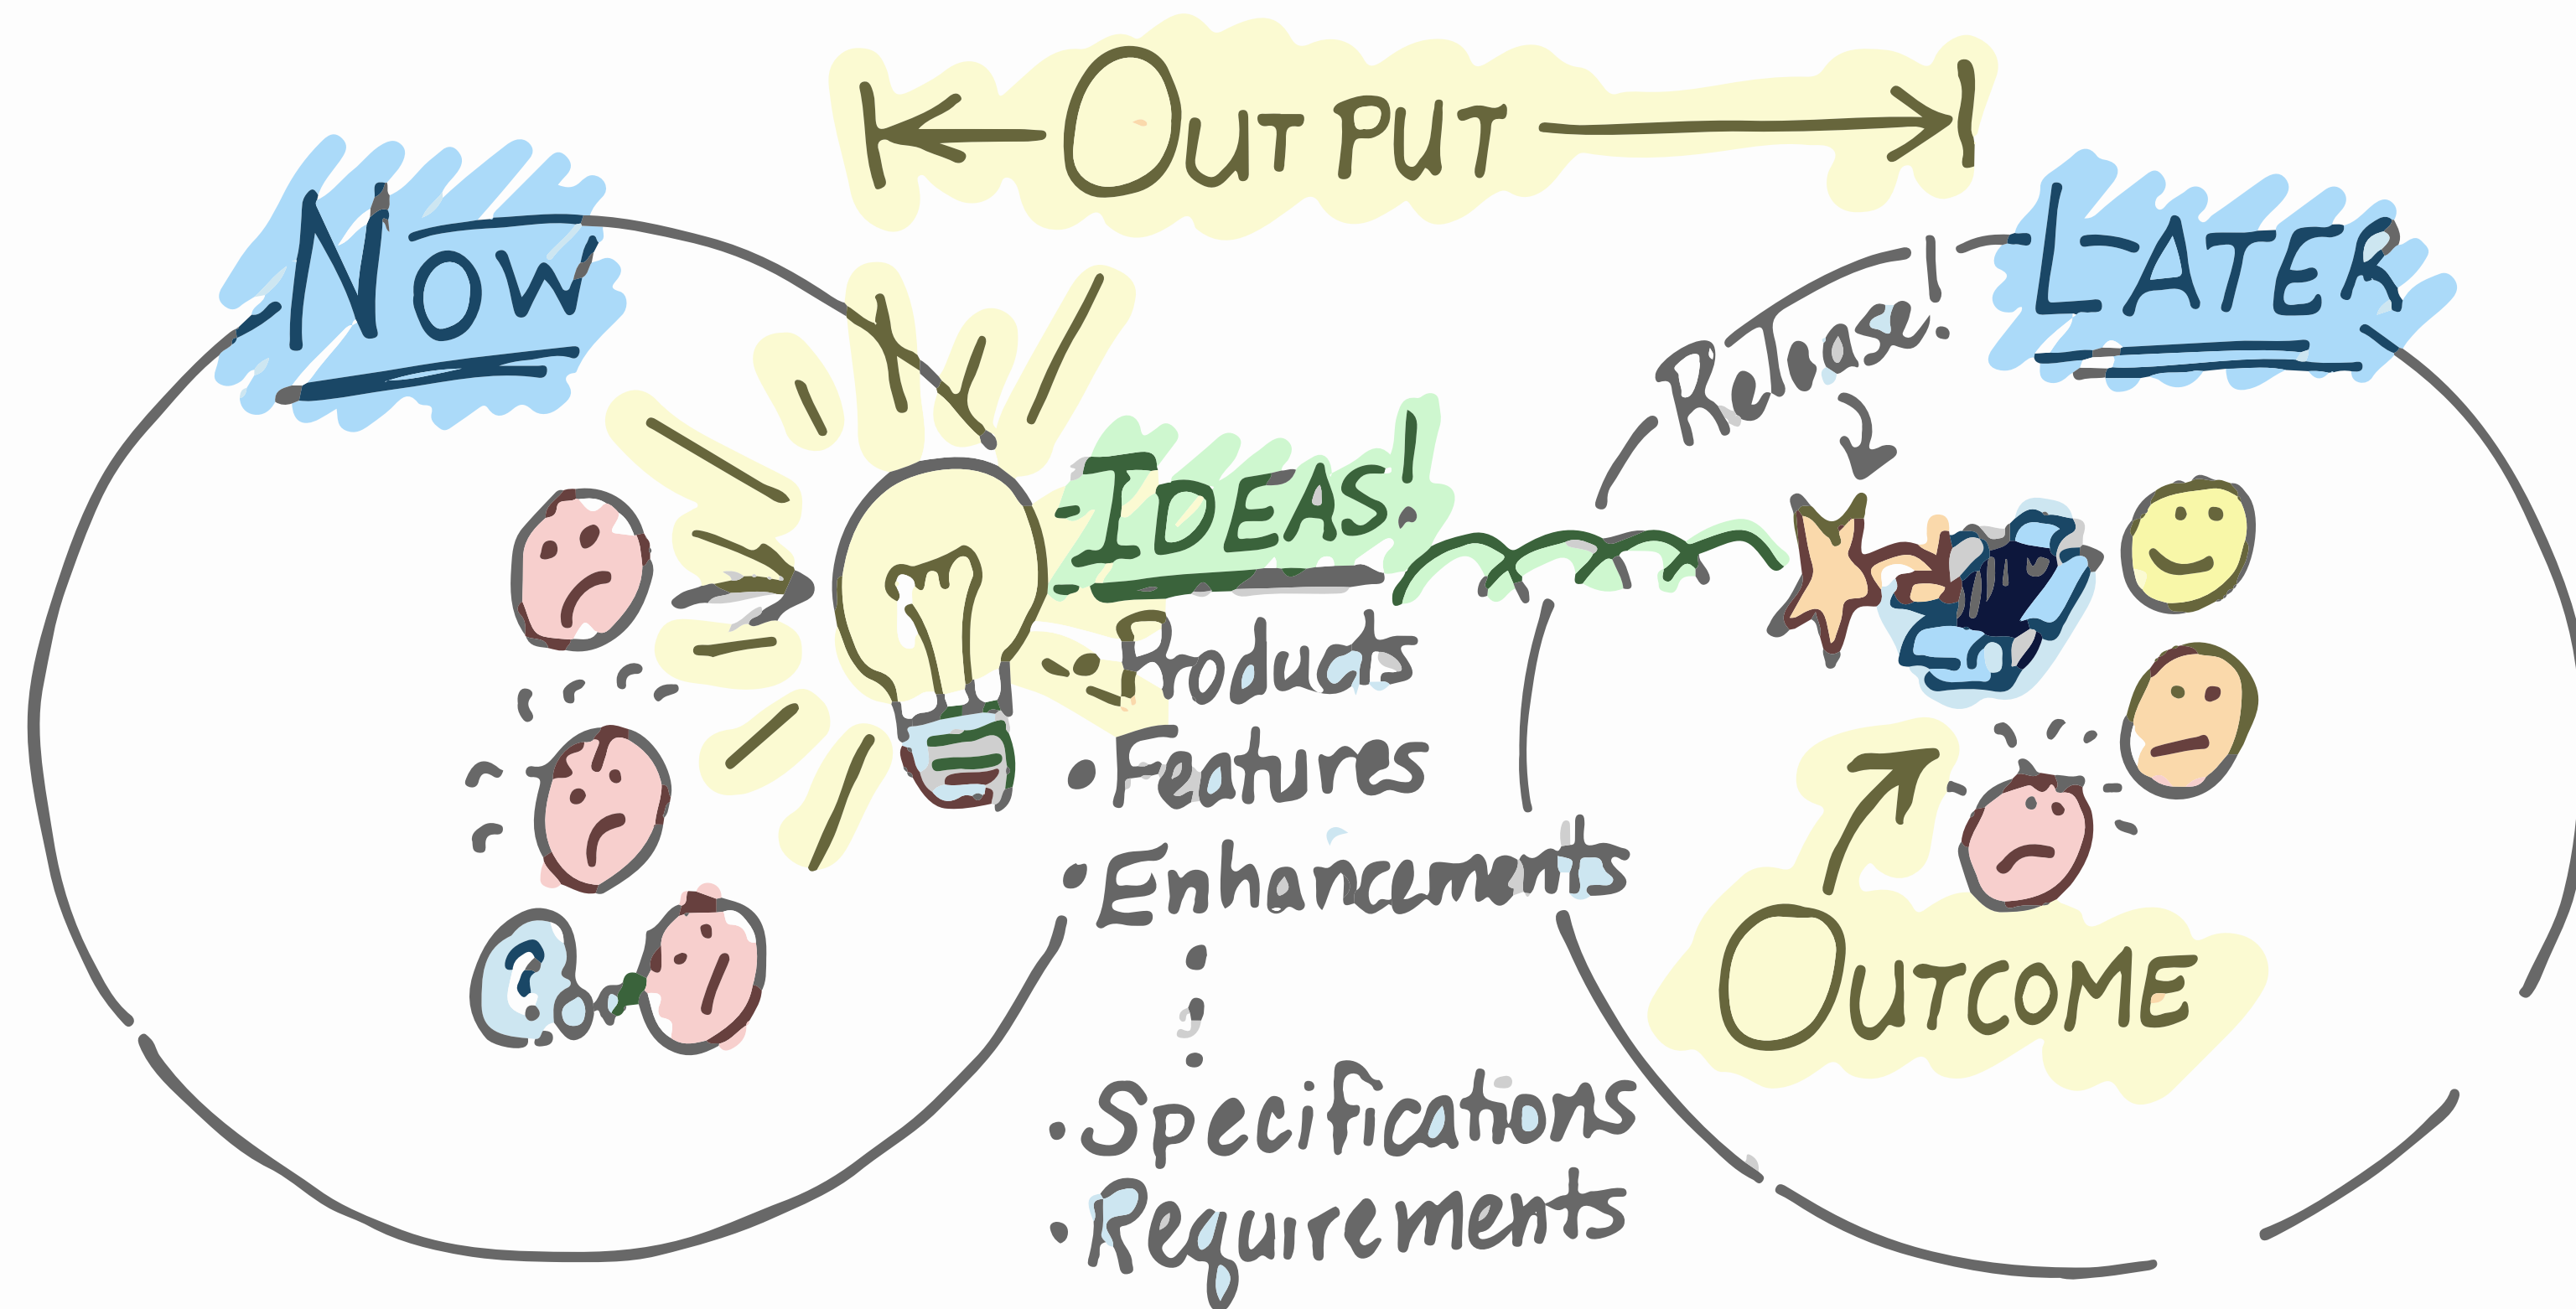 OUTPUT
NOW
LATER
Release!
IDEAS!
• Products
• Features
• Enhancements
• Specifications
• Requirements
?
OUTCOME